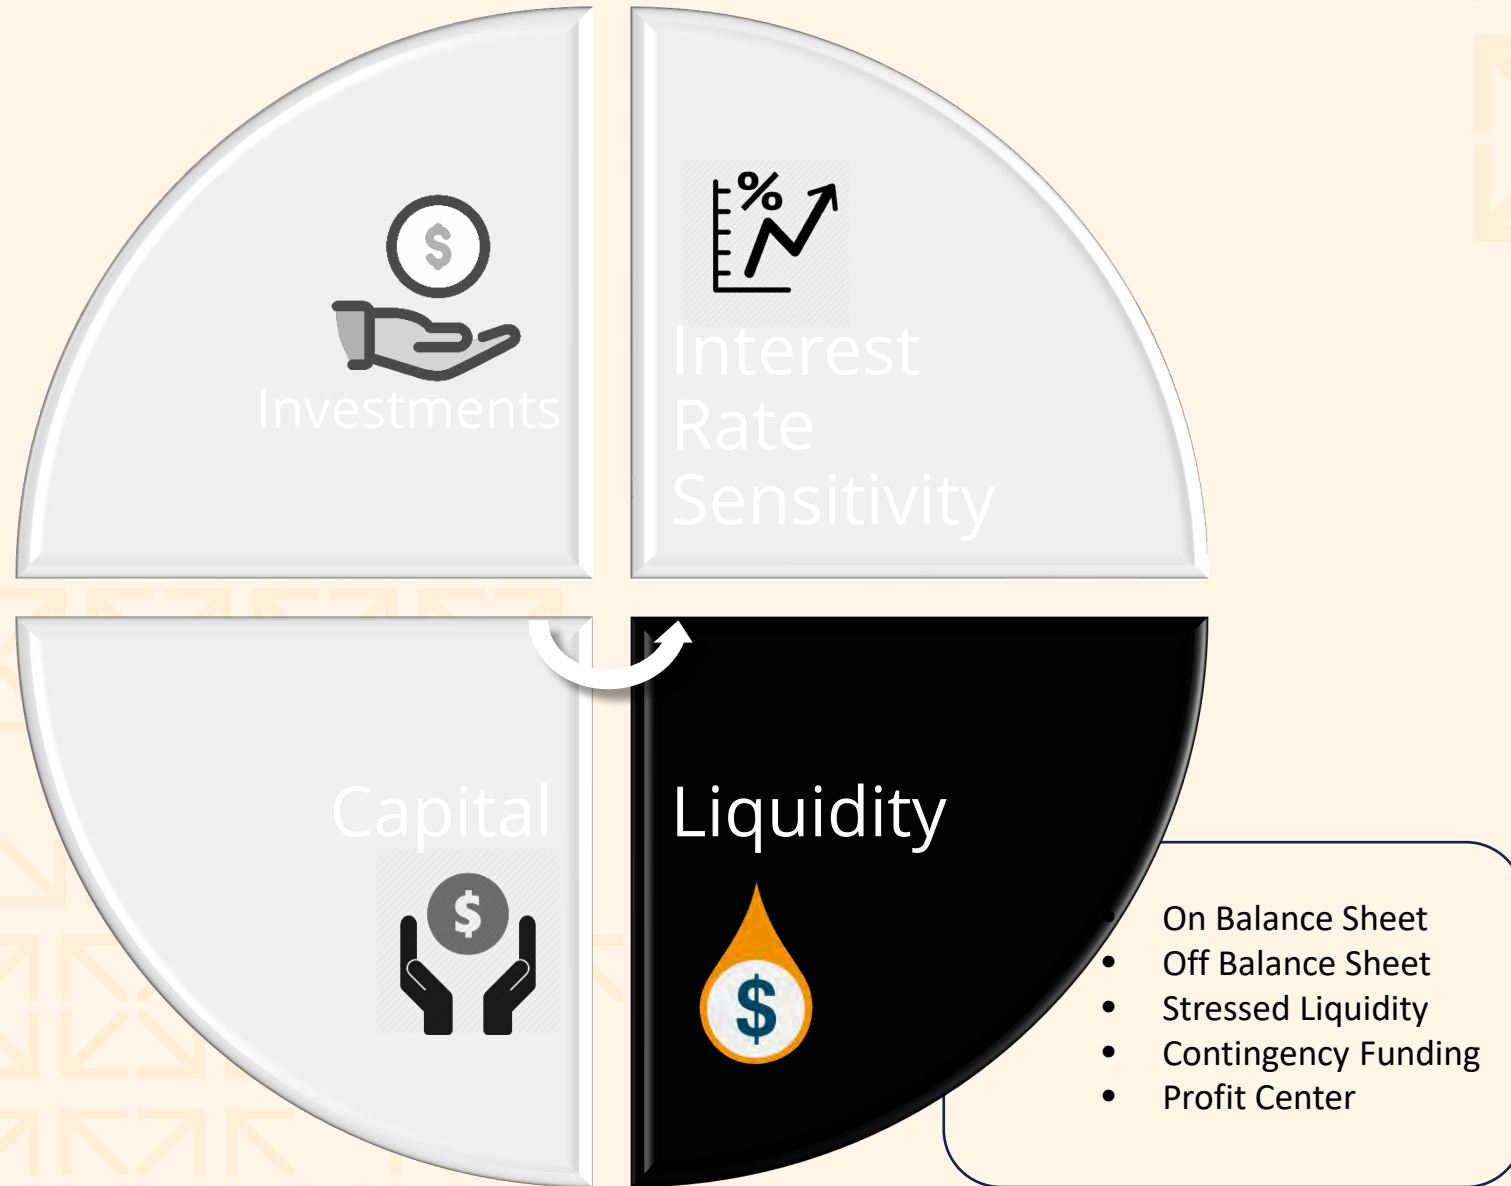 $
Investments
%
Interest
Rate
Sensitivity
Capital
$
Liquidity
$
• On Balance Sheet
• Off Balance Sheet
• Stressed Liquidity
• Contingency Funding
• Profit Center